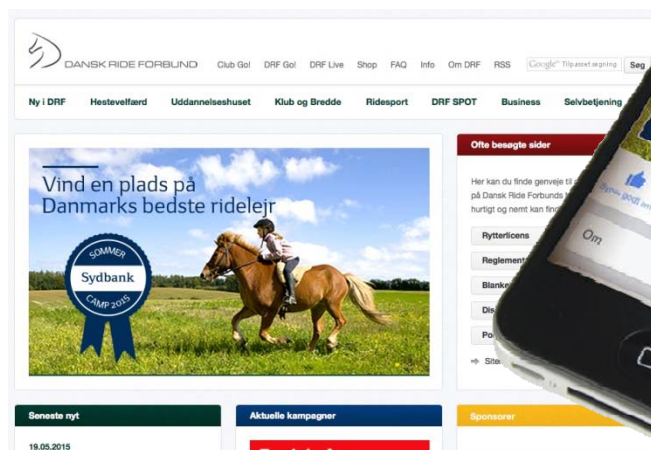 DANSK RIDE FORBUND
Club Go! DRF Go! DRF Live Shop FAQ Info Om DRF RSS Google Tilpasset søgning Søg
Ny i DRF Hestevelfærd Uddannelseshuset Klub og Bredde Ridesport DRF SPOT Business Selvbetjening
Vind en plads på
Danmarks bedste ridelejr
SOMMER
Sydbank
CAMP 2015
Ofte besøgte sider
Her kan du finde genveje til
på Dansk Ride Forbunds
hurtigt og nemt kan
Rytterlicens
Om
Seneste nyt
Aktuelle kampagner
Sponsorer
19.05.2015